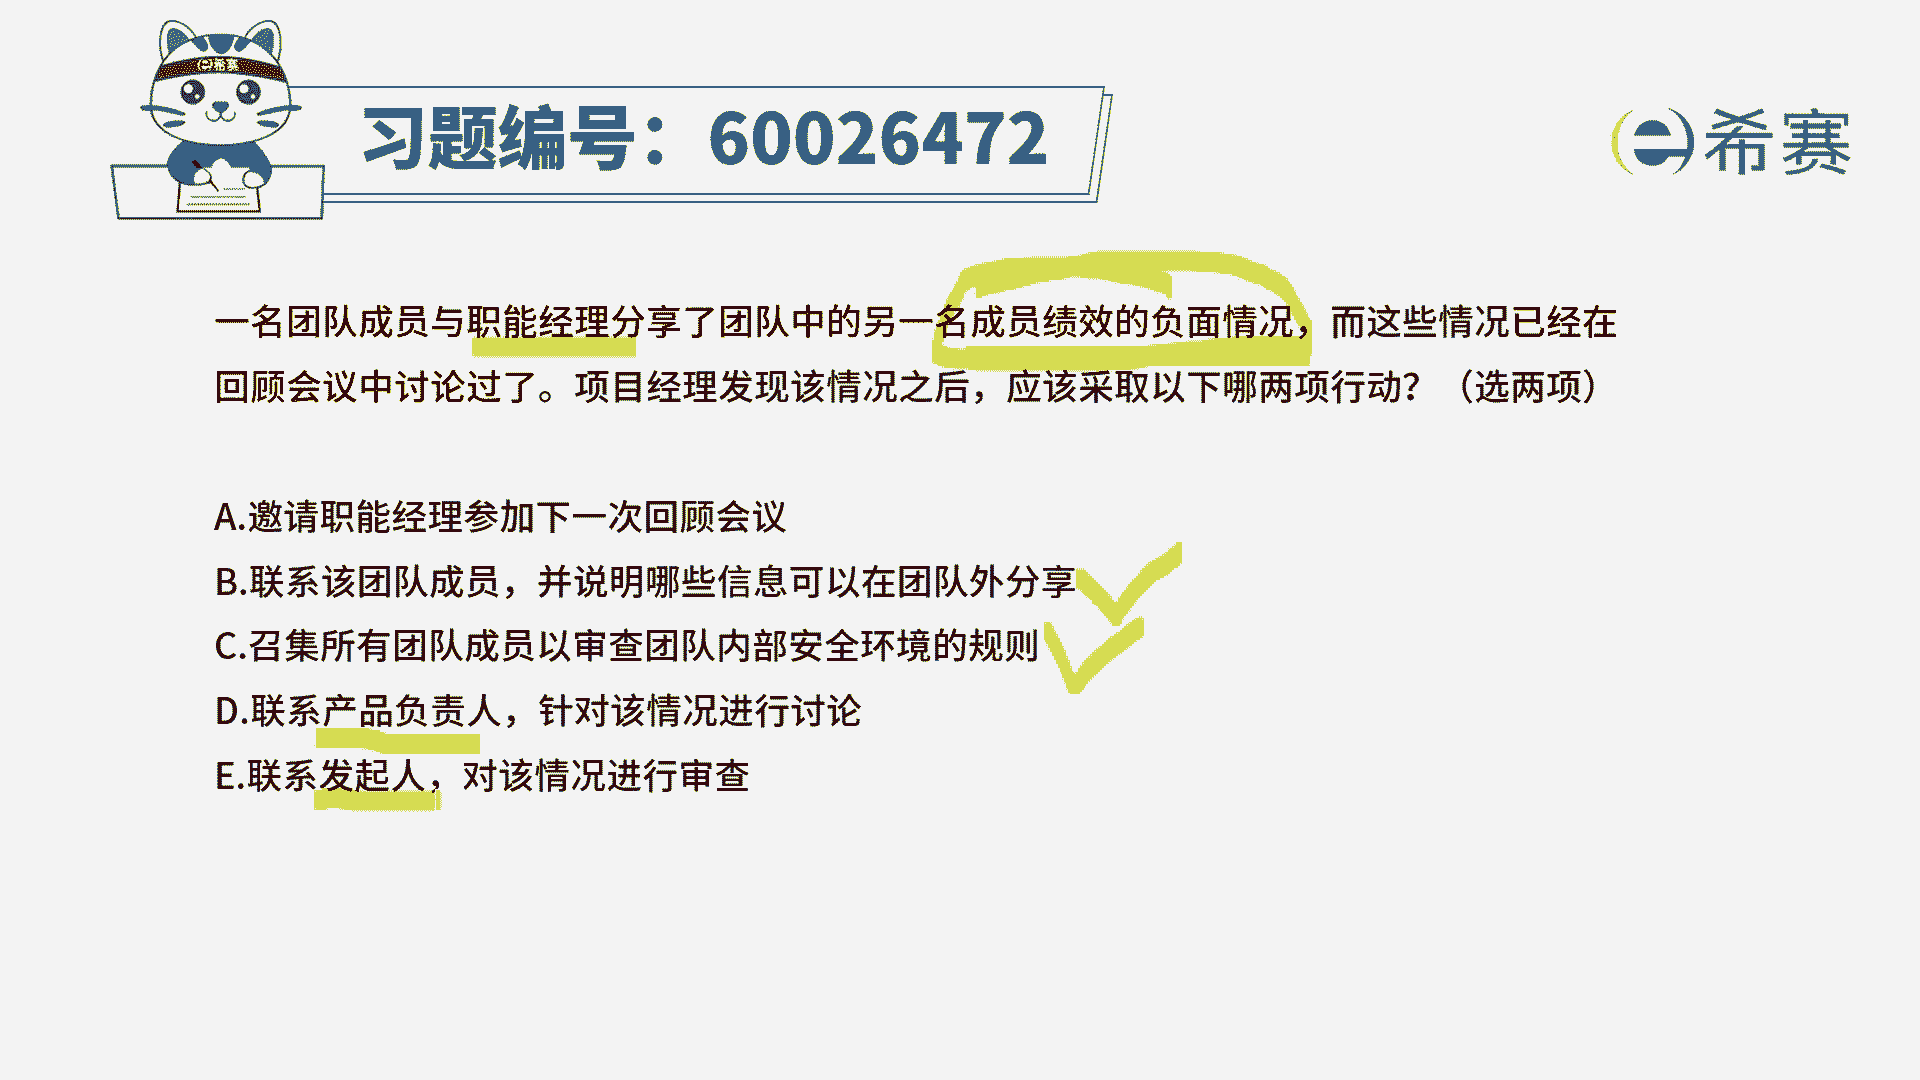 希赛
习题编号：60026472
希赛
一名团队成员与职能经理分享了团队中的另一名成员绩效的负面情况，而这些情况已经在
回顾会议中讨论过了。项目经理发现该情况之后，应该采取以下哪两项行动？（选两项）
A.邀请职能经理参加下一次回顾会议
B.联系该团队成员，并说明哪些信息可以在团队外分享
C.召集所有团队成员以审查团队内部安全环境的规则
D.联系产品负责人，针对该情况进行讨论
E.联系发起人，对该情况进行审查